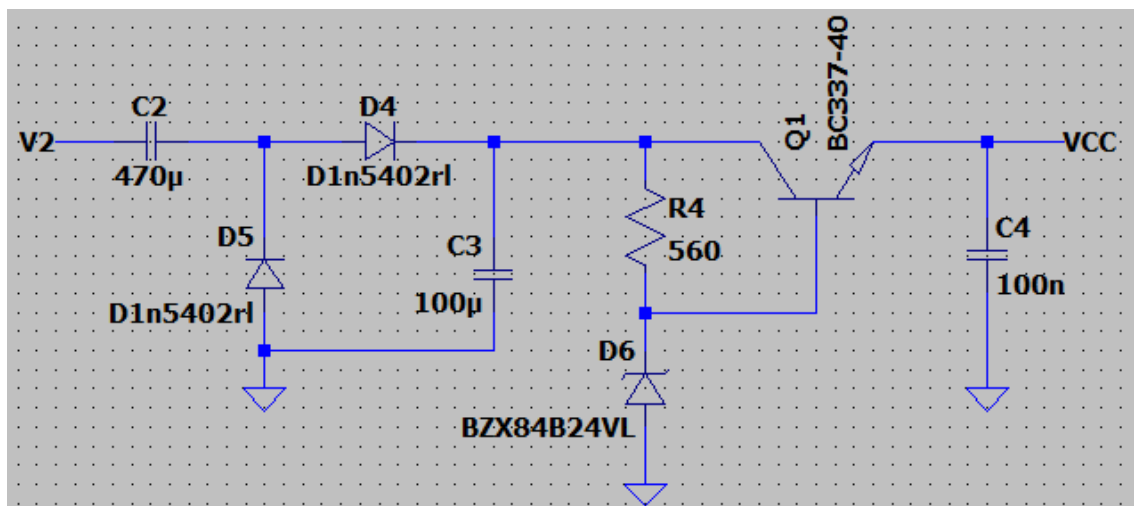 C2
D4
V2
470µ
D1n5402rl
Q1
BC337-40
VCC
R4
560
D5
D1n5402rl
C3
100µ
C4
100n
D6
BZX84B24VL